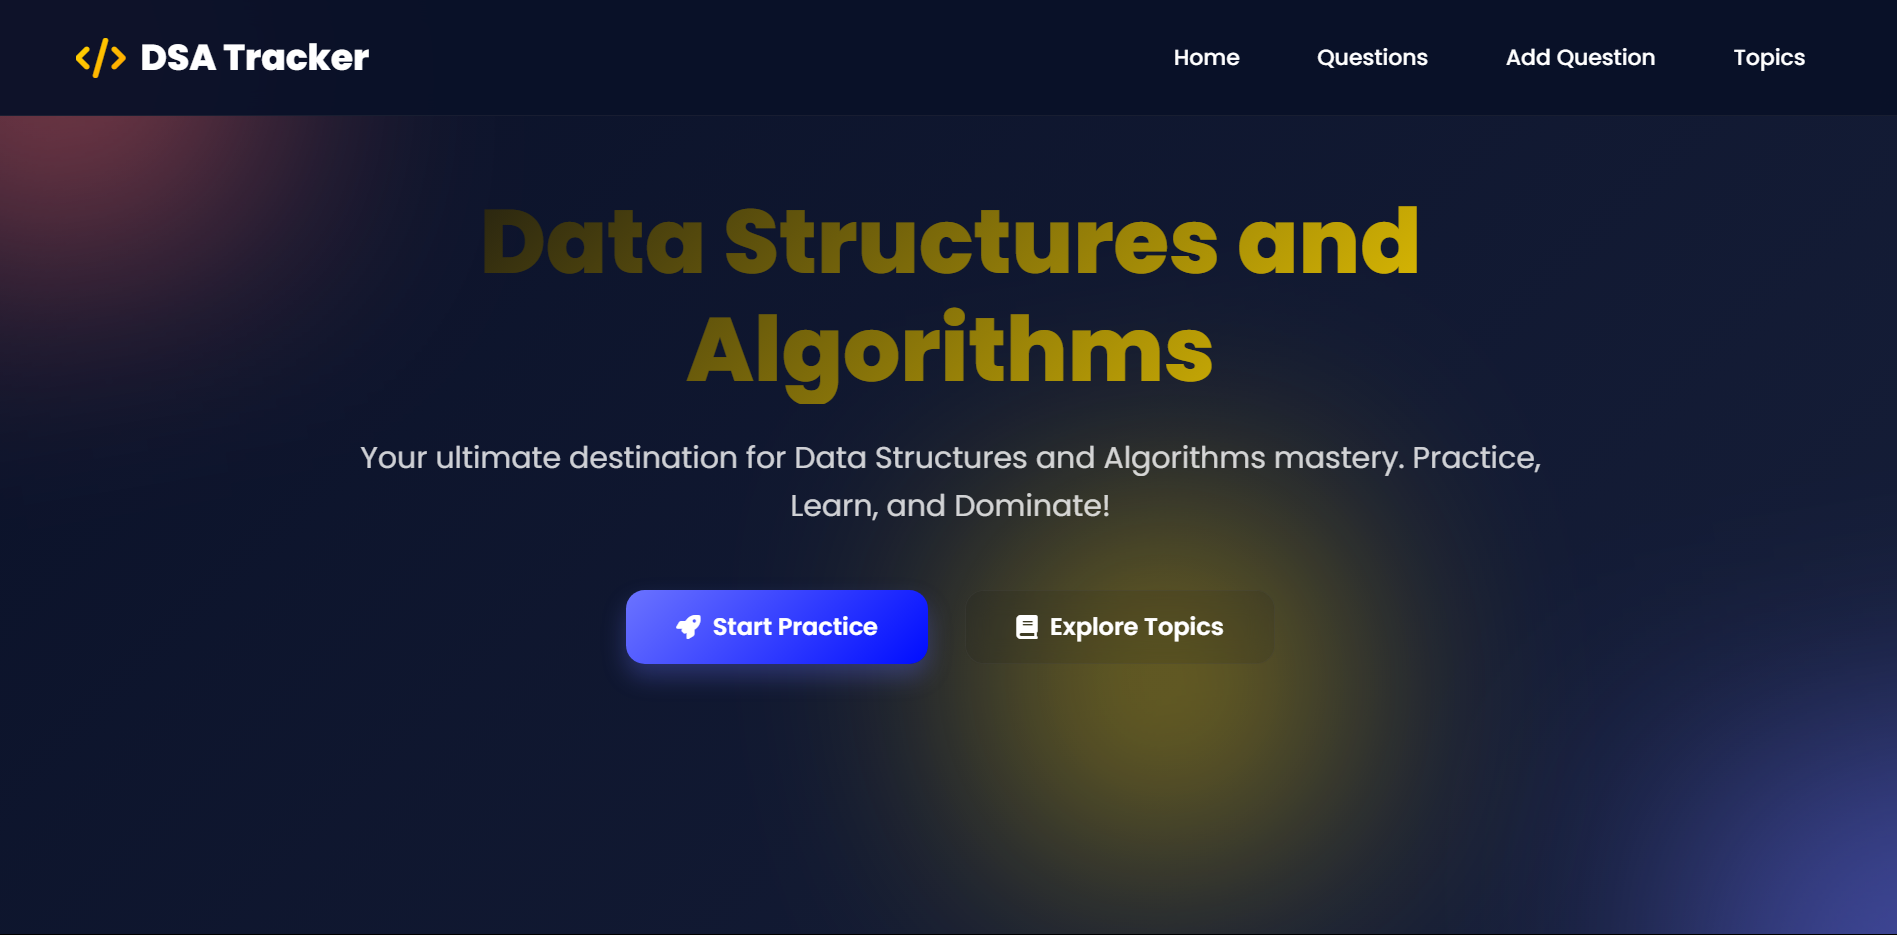 DSA Tracker
Home
Questions
Add Question
Topics
Data Structures and
Algorithms
Your ultimate destination for Data Structures and Algorithms mastery. Practice,
Learn, and Dominate!
Start Practice
Explore Topics